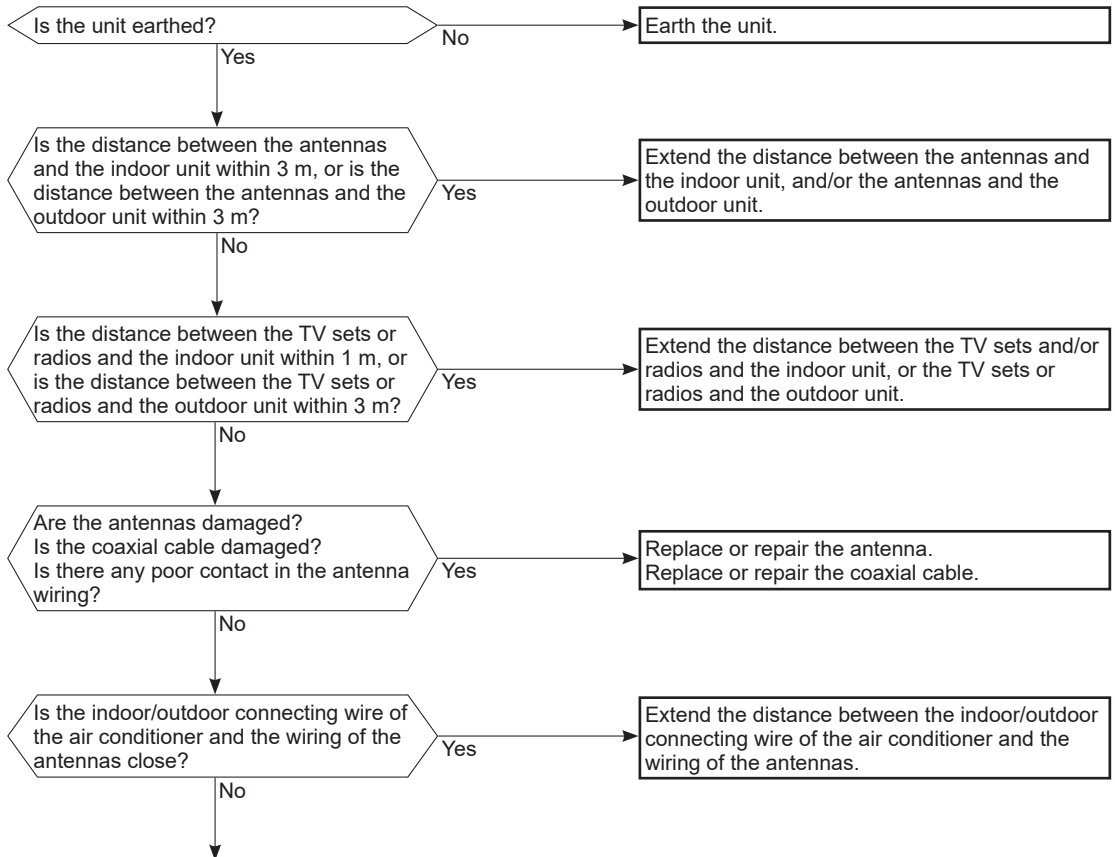 Is the unit earthed?
No
Earth the unit.
Yes
Is the distance between the antennas
and the indoor unit within 3 m, or is the
distance between the antennas and the
outdoor unit within 3 m?
Yes
Extend the distance between the antennas and
the indoor unit, and/or the antennas and the
outdoor unit.
No
Is the distance between the TV sets or
radios and the indoor unit within 1 m, or
is the distance between the TV sets or
radios and the outdoor unit within 3 m?
Yes
Extend the distance between the TV sets and/or
radios and the indoor unit, or the TV sets or
radios and the outdoor unit.
No
Are the antennas damaged?
Is the coaxial cable damaged?
Is there any poor contact in the antenna
wiring?
Yes
Replace or repair the antenna.
Replace or repair the coaxial cable.
No
Is the indoor/outdoor connecting wire of
the air conditioner and the wiring of the
antennas close?
Yes
Extend the distance between the indoor/outdoor
connecting wire of the air conditioner and the
wiring of the antennas.
No